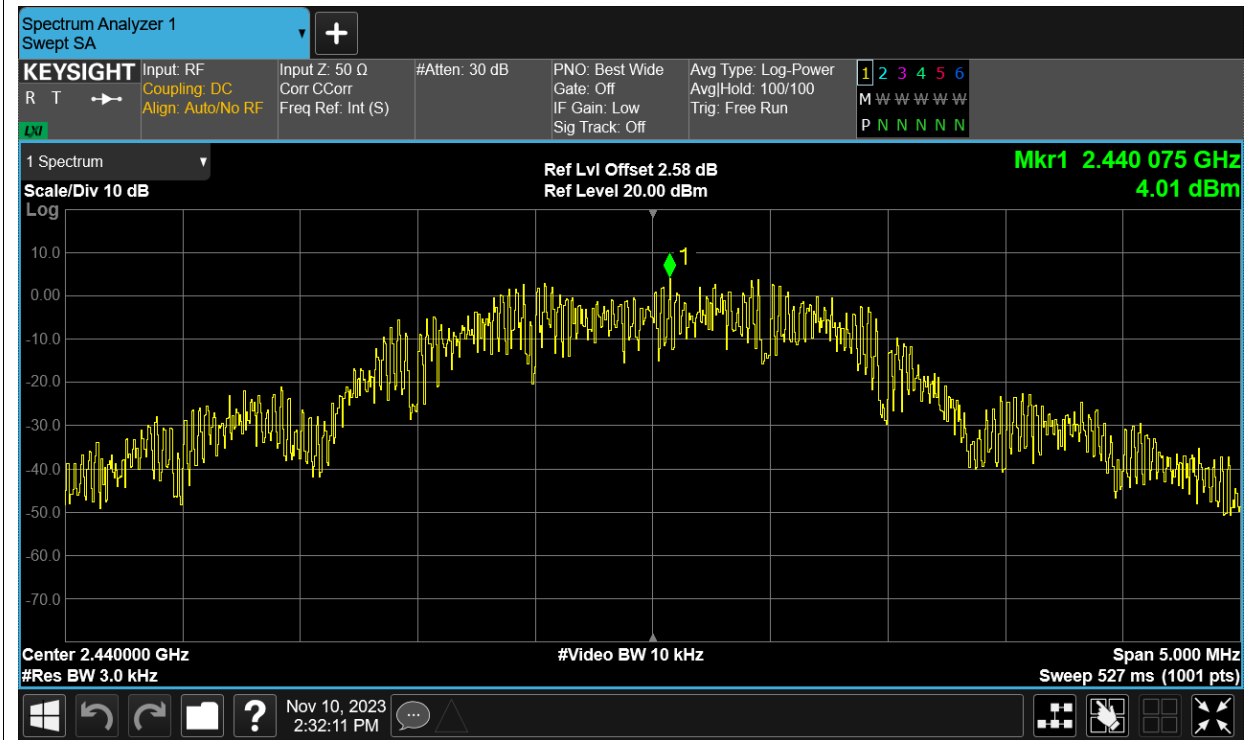 Spectrum Analyzer 1
Swept SA
KEYSIGHT
R T
LXI
Input: RF
Coupling: DC
Align: Auto/No RF
Input Z: 50 Ω
Corr CCorr
Freq Ref: Int (S)
#Atten: 30 dB
PNO: Best Wide
Gate: Off
IF Gain: Low
Sig Track: Off
Avg Type: Log-Power
Avg|Hold: 100/100
Trig: Free Run
1 2 3 4 5 6
M W W W W W
P N N N N N
1 Spectrum
Scale/Div 10 dB
Log
Ref Lvl Offset 2.58 dB
Ref Level 20.00 dBm
Mkr1 2.440 075 GHz
4.01 dBm
1
10.0
0.00
-10.0
-20.0
-30.0
-40.0
-50.0
-60.0
-70.0
Center 2.440000 GHz
#Res BW 3.0 kHz
#Video BW 10 kHz
Span 5.000 MHz
Sweep 527 ms (1001 pts)
?
Nov 10, 2023
2:32:11 PM